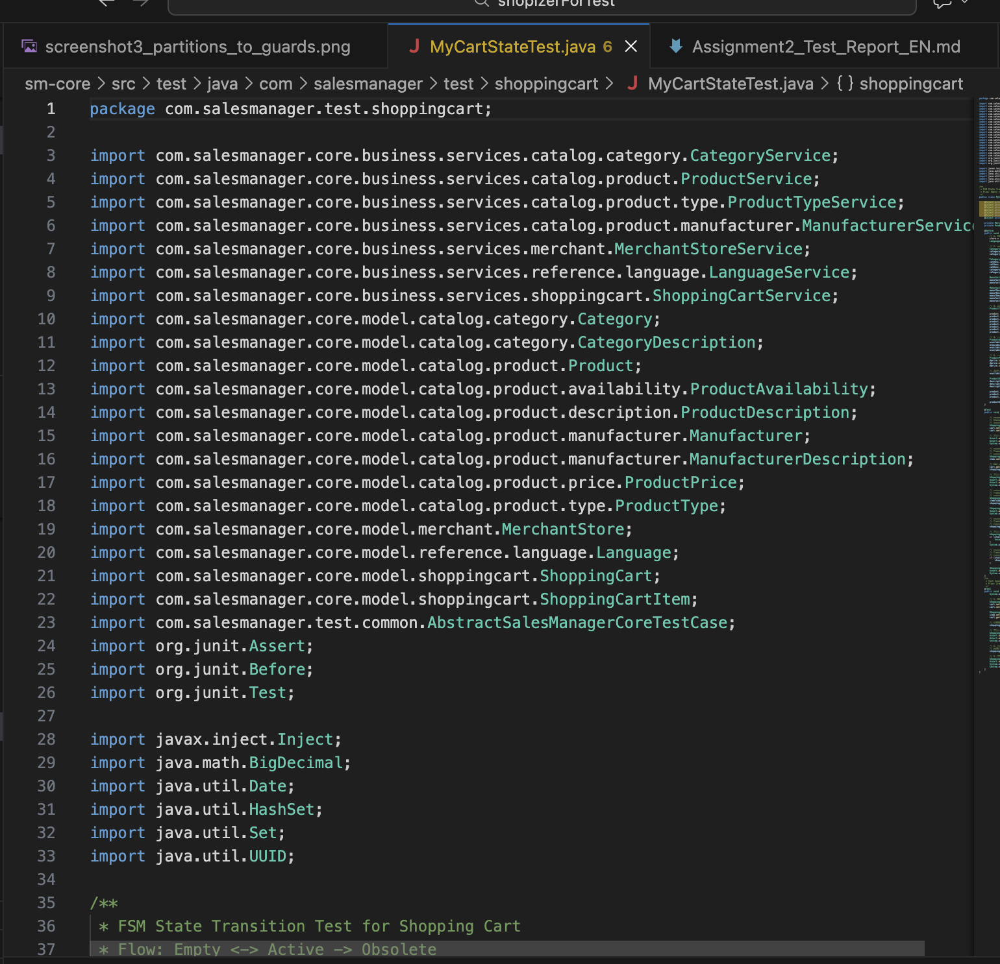 shopizerForTest
screenshot3_partitions_to_guards.png
MyCartStateTest.java 6
Assignment2_Test_Report_EN.md
sm-core > src > test > java > com > salesmanager > test > shoppingcart > MyCartStateTest.java > {} shoppingcart
1 package com.salesmanager.test.shoppingcart;
2
3 import com.salesmanager.core.business.services.catalog.category.CategoryService;
4 import com.salesmanager.core.business.services.catalog.product.ProductService;
5 import com.salesmanager.core.business.services.catalog.product.type.ProductTypeService;
6 import com.salesmanager.core.business.services.catalog.product.manufacturer.ManufacturerServic
7 import com.salesmanager.core.business.services.merchant.MerchantStoreService;
8 import com.salesmanager.core.business.services.reference.language.LanguageService;
9 import com.salesmanager.core.business.services.shoppingcart.ShoppingCartService;
10 import com.salesmanager.core.model.catalog.category.Category;
11 import com.salesmanager.core.model.catalog.category.CategoryDescription;
12 import com.salesmanager.core.model.catalog.product.Product;
13 import com.salesmanager.core.model.catalog.product.availability.ProductAvailability;
14 import com.salesmanager.core.model.catalog.product.description.ProductDescription;
15 import com.salesmanager.core.model.catalog.product.manufacturer.Manufacturer;
16 import com.salesmanager.core.model.catalog.product.manufacturer.ManufacturerDescription;
17 import com.salesmanager.core.model.catalog.product.price.ProductPrice;
18 import com.salesmanager.core.model.catalog.product.type.ProductType;
19 import com.salesmanager.core.model.merchant.MerchantStore;
20 import com.salesmanager.core.model.reference.language.Language;
21 import com.salesmanager.core.model.shoppingcart.ShoppingCart;
22 import com.salesmanager.core.model.shoppingcart.ShoppingCartItem;
23 import com.salesmanager.test.common.AbstractSalesManagerCoreTestCase;
24 import org.junit.Assert;
25 import org.junit.Before;
26 import org.junit.Test;
27
28 import javax.inject.Inject;
29 import java.math.BigDecimal;
30 import java.util.Date;
31 import java.util.HashSet;
32 import java.util.Set;
33 import java.util.UUID;
34
35 /**
36 * FSM State Transition Test for Shopping Cart
37 * Flow: Empty <-> Active -> Obsolete